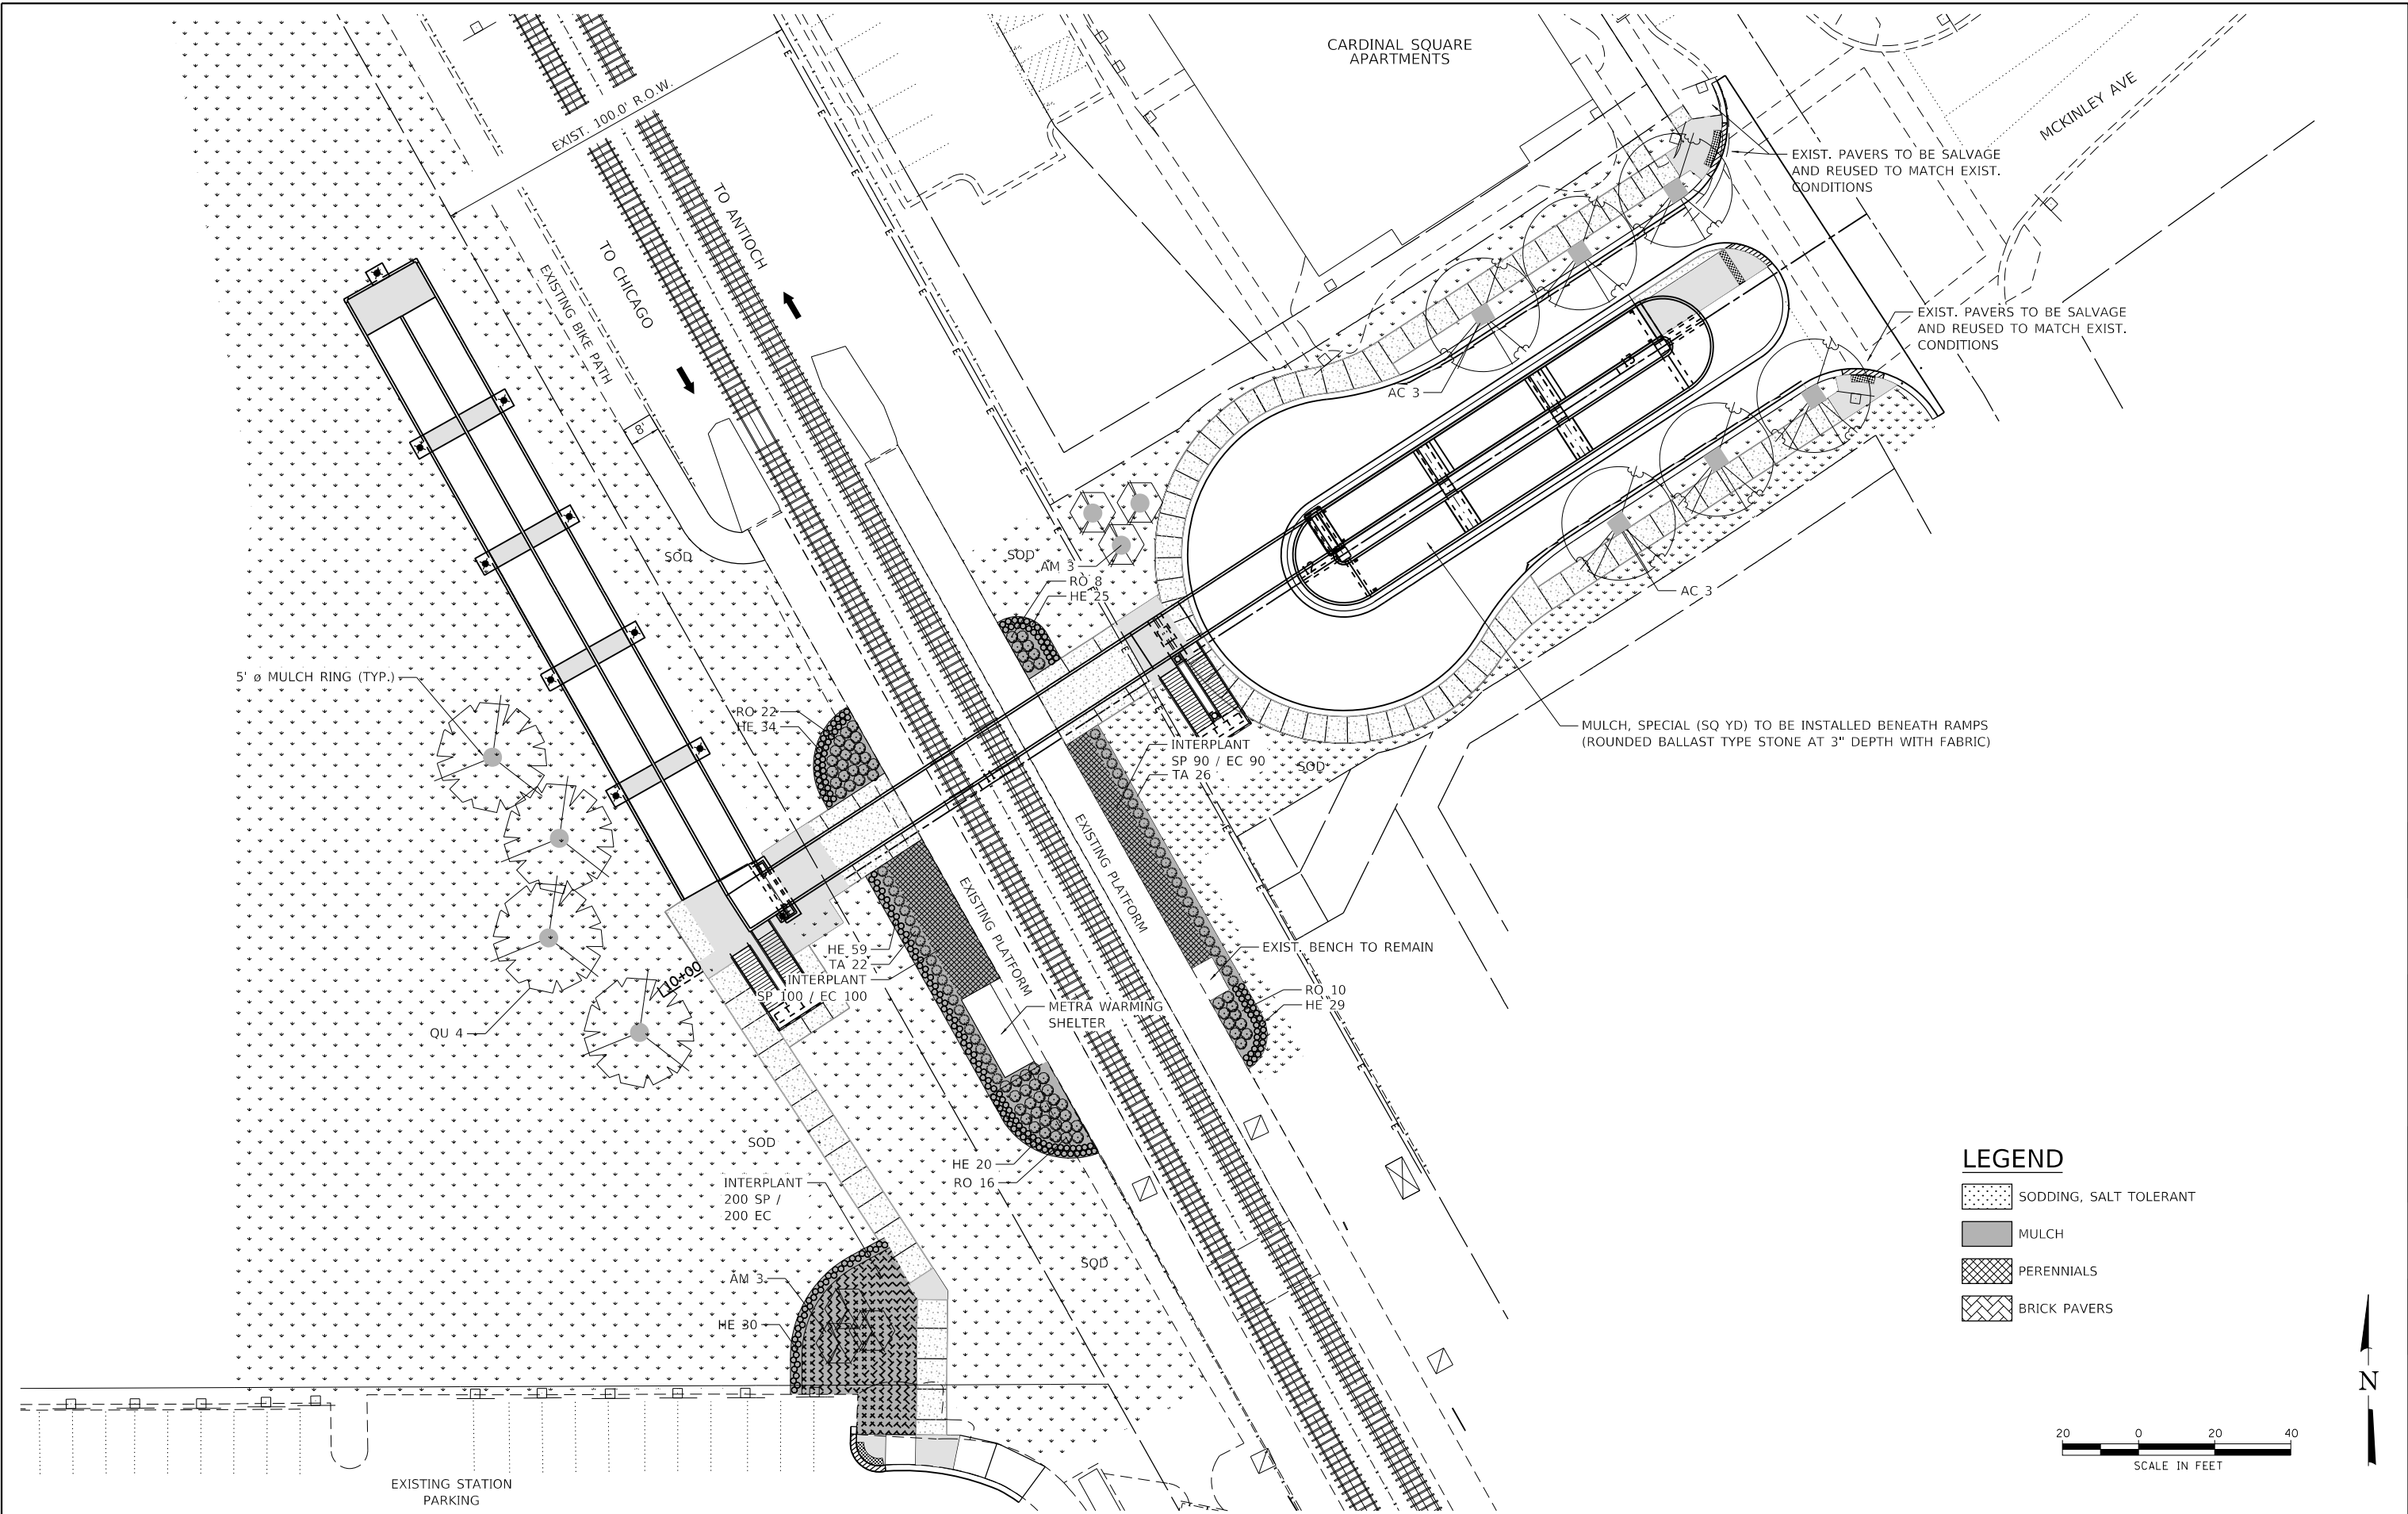 CARDINAL SQUARE
APARTMENTS
MCKINLEY AVE
EXIST. 100.0' R.O.W.
TO ANTIOCH
TO CHICAGO
EXISTING BIKE PATH
8'
EXIST. PAVERS TO BE SALVAGE
AND REUSED TO MATCH EXIST.
CONDITIONS
EXIST. PAVERS TO BE SALVAGE
AND REUSED TO MATCH EXIST.
CONDITIONS
AC 3
13
12
SOD
SOD
AM 3
RO 8
HE 25
AC 3
5' ø MULCH RING (TYP.)
RO 22
HE 34
MULCH, SPECIAL (SQ YD) TO BE INSTALLED BENEATH RAMPS
(ROUNDED BALLAST TYPE STONE AT 3" DEPTH WITH FABRIC)
INTERPLANT
SP 90 / EC 90
TA 26
SOD
EXISTING PLATFORM
EXISTING PLATFORM
HE 59
TA 22
INTERPLANT
SP 100 / EC 100
10+00
EXIST. BENCH TO REMAIN
RO 10
HE 29
METRA WARMING
SHELTER
QU 4
SOD
HE 20
RO 16
INTERPLANT
200 SP /
200 EC
SOD
AM 3
HE 30
EXISTING STATION
PARKING
LEGEND
SODDING, SALT TOLERANT
MULCH
PERENNIALS
BRICK PAVERS
N
20 0 20 40
SCALE IN FEET